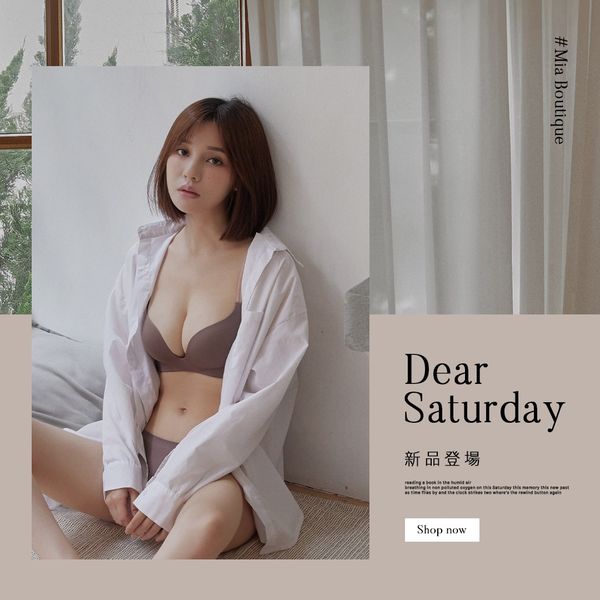 #Mia Boutique
Dear
Saturday
新品登場
reading a book in the humid air
breathing in non polluted oxygen on this Saturday this memory this new past
as time flies by and the clock strikes two where's the rewind button again
Shop now